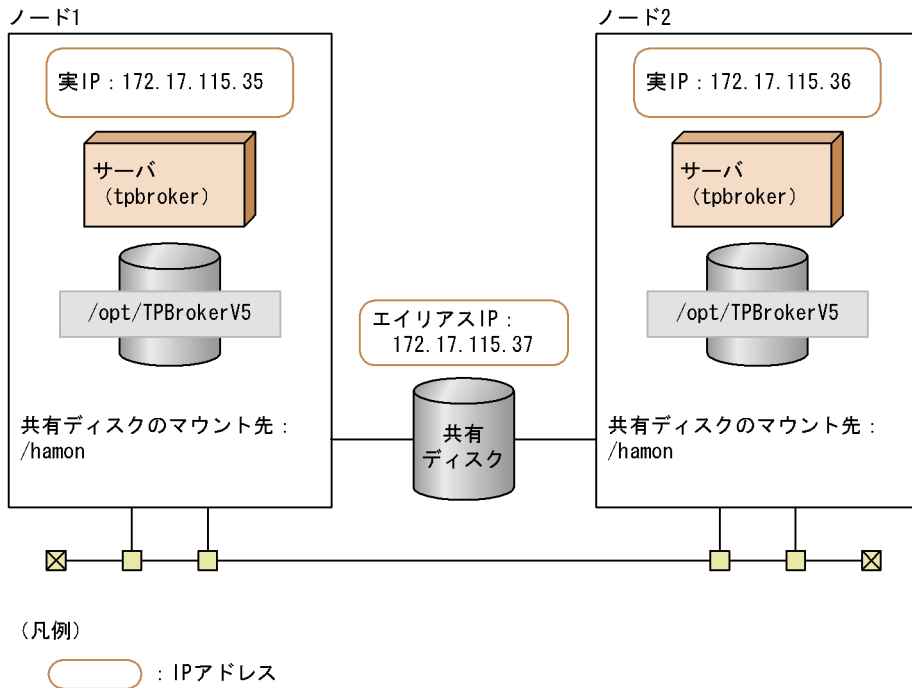 ノード1
実IP：172.17.115.35
サーバ
（tpbroker）
/opt/TPBrokerV5
共有ディスクのマウント先：
/hamon
エイリアスIP：
172.17.115.37
共有
ディスク
ノード2
実IP：172.17.115.36
サーバ
（tpbroker）
/opt/TPBrokerV5
共有ディスクのマウント先：
/hamon
（凡例）
：IPアドレス